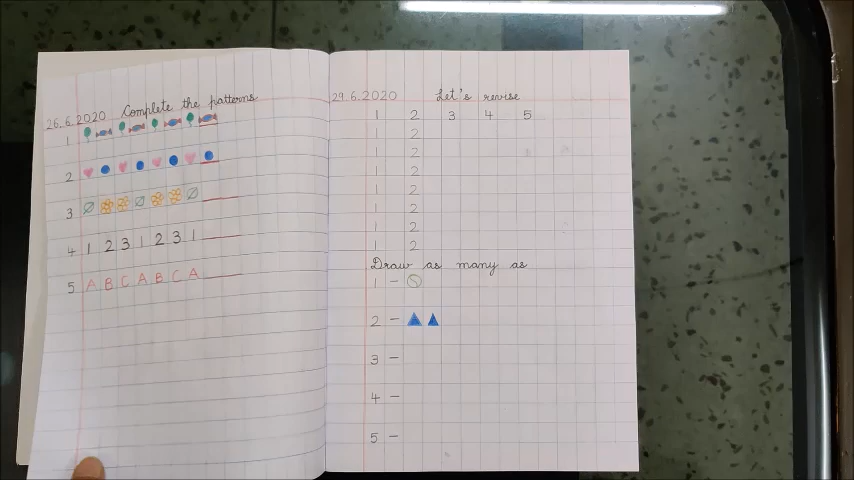 26.6.2020 Complete the patterns
1
2
3
4 1 2 3 1 2 3 1
5 A B C A B C A
29.6.2020 Let's revise
1 2 3 4 5
1 2
1 2
1 2
1 2
1 2
1 2
1 2
Draw as many as
1 -
2 -
3 -
4 -
5 -